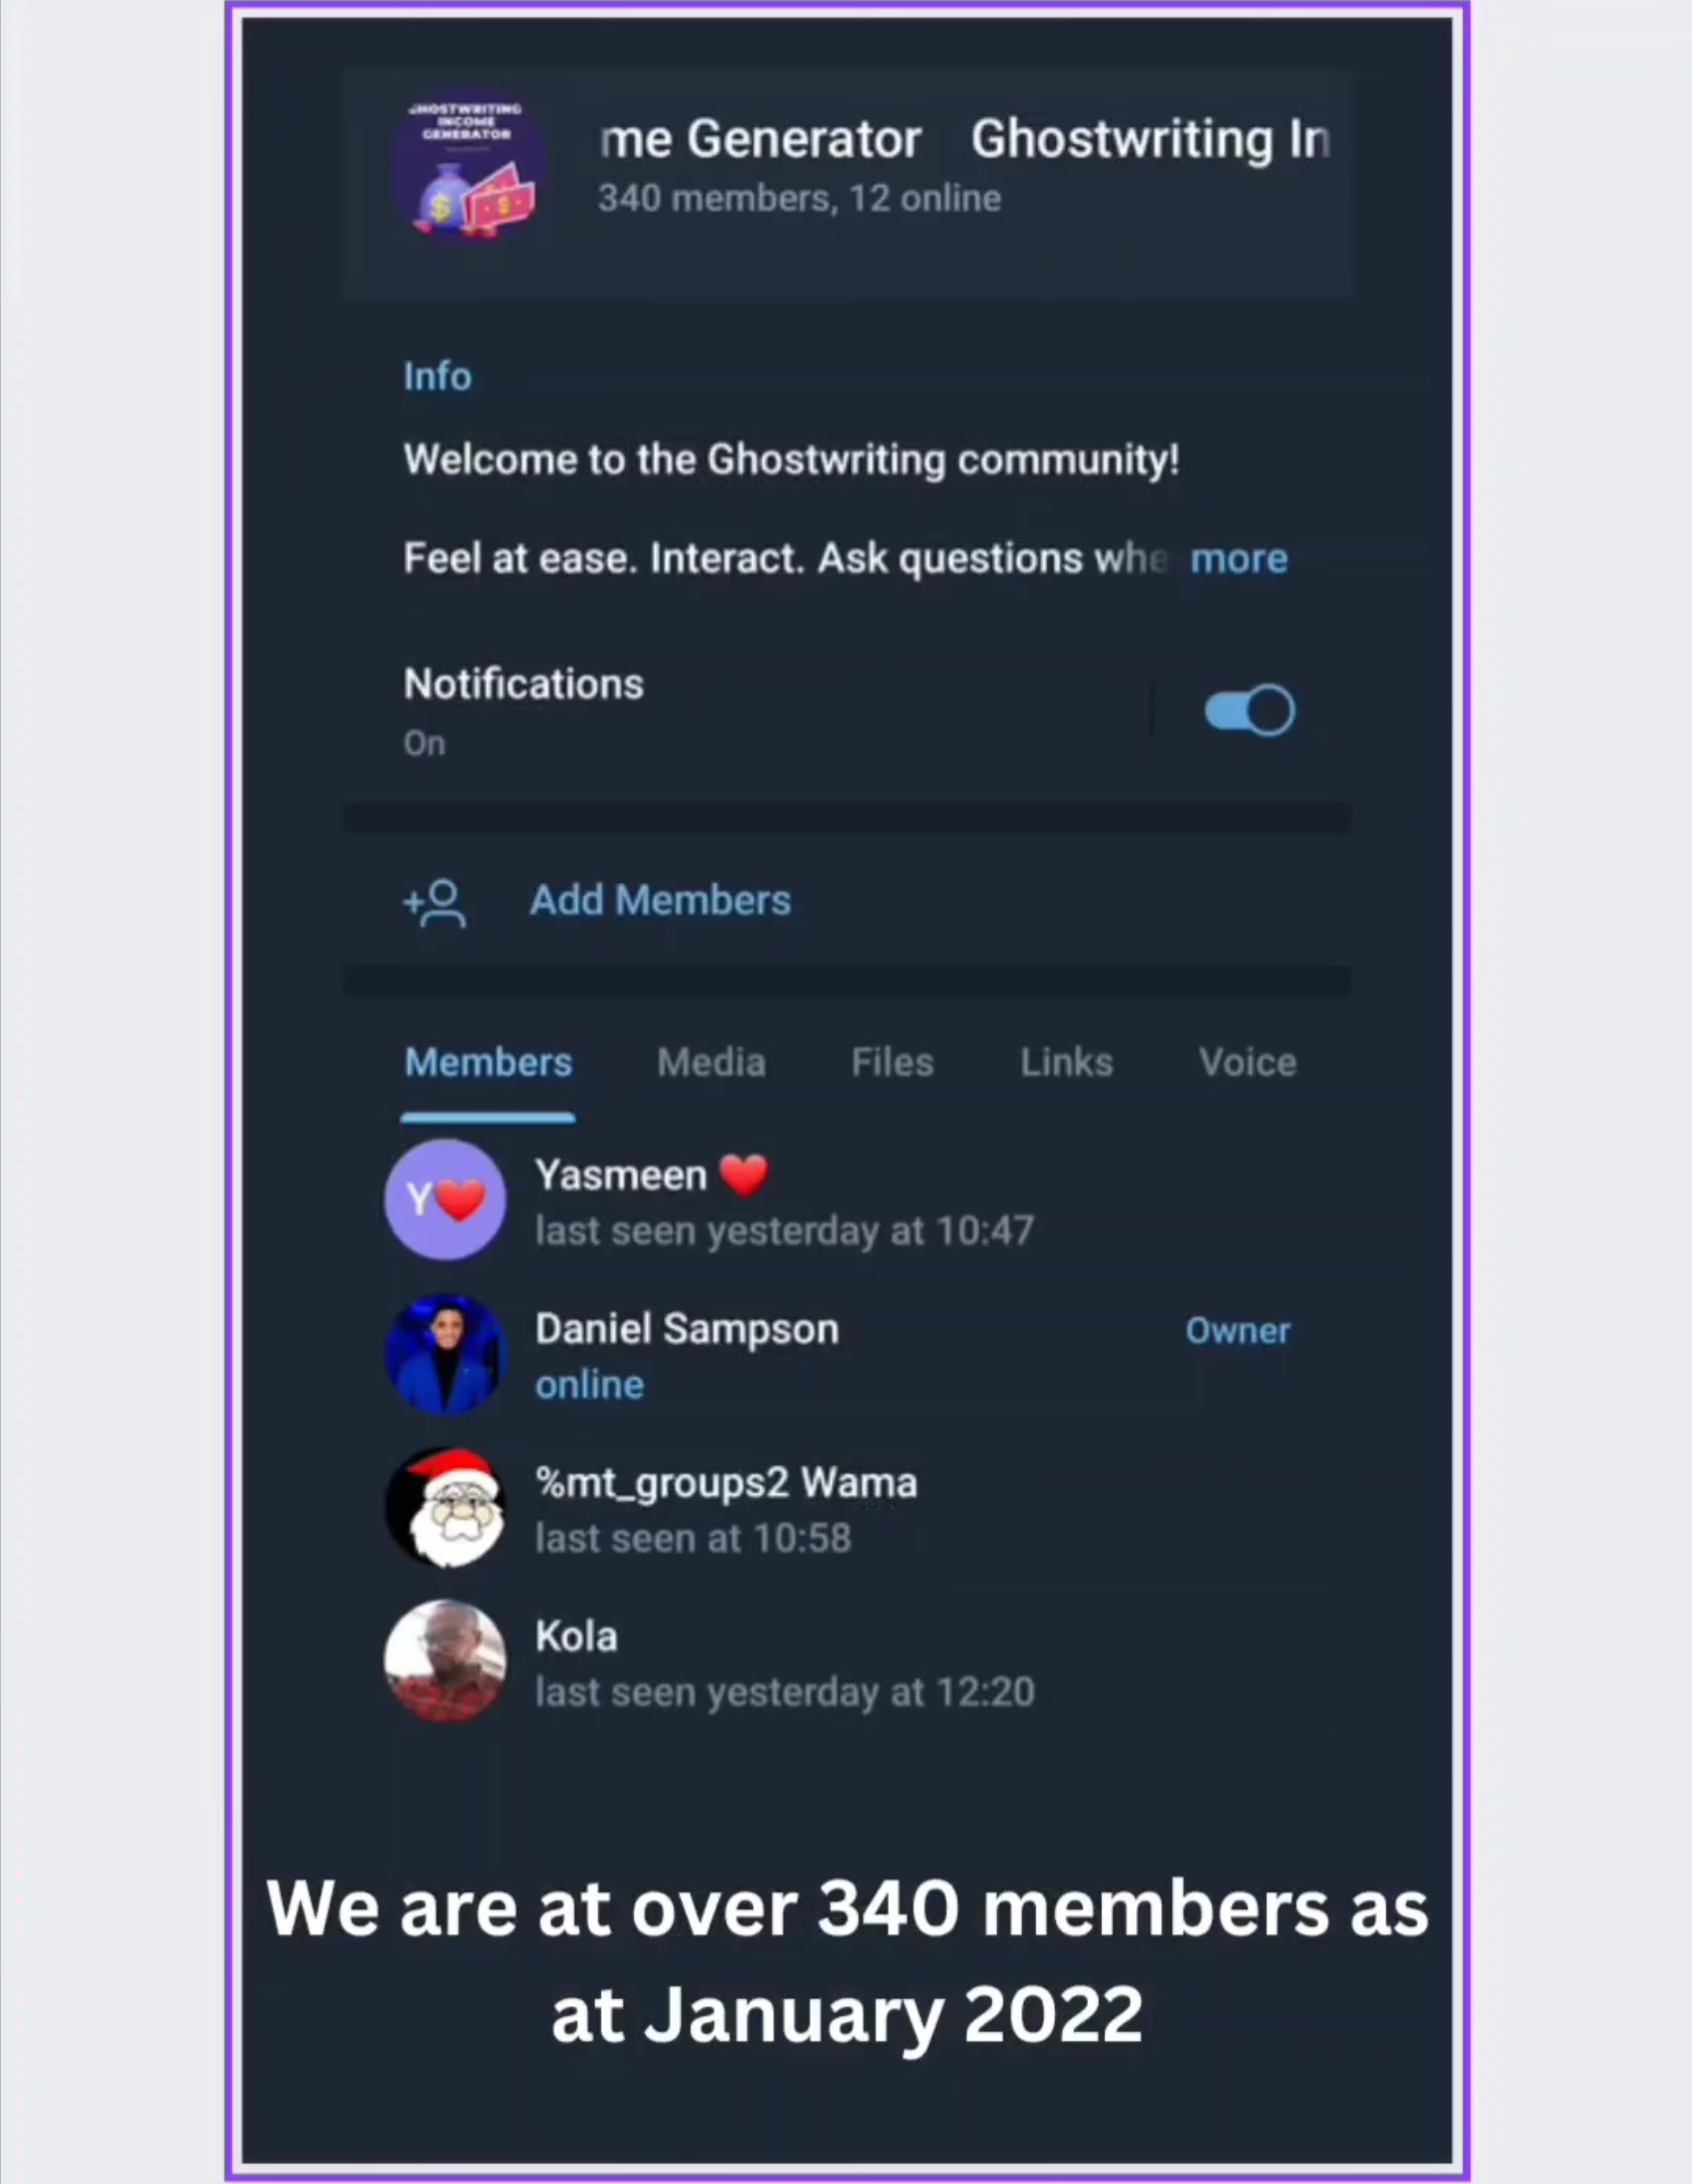 GHOSTWRITING
INCOME
GENERATOR
me Generator Ghostwriting In
340 members, 12 online
Info
Welcome to the Ghostwriting community!
Feel at ease. Interact. Ask questions whe more
Notifications
On
Add Members
Members Media Files Links Voice
Y❤️
Yasmeen ❤️
last seen yesterday at 10:47
Daniel Sampson Owner
online
%mt_groups2 Wama
last seen at 10:58
Kola
last seen yesterday at 12:20
We are at over 340 members as
at January 2022